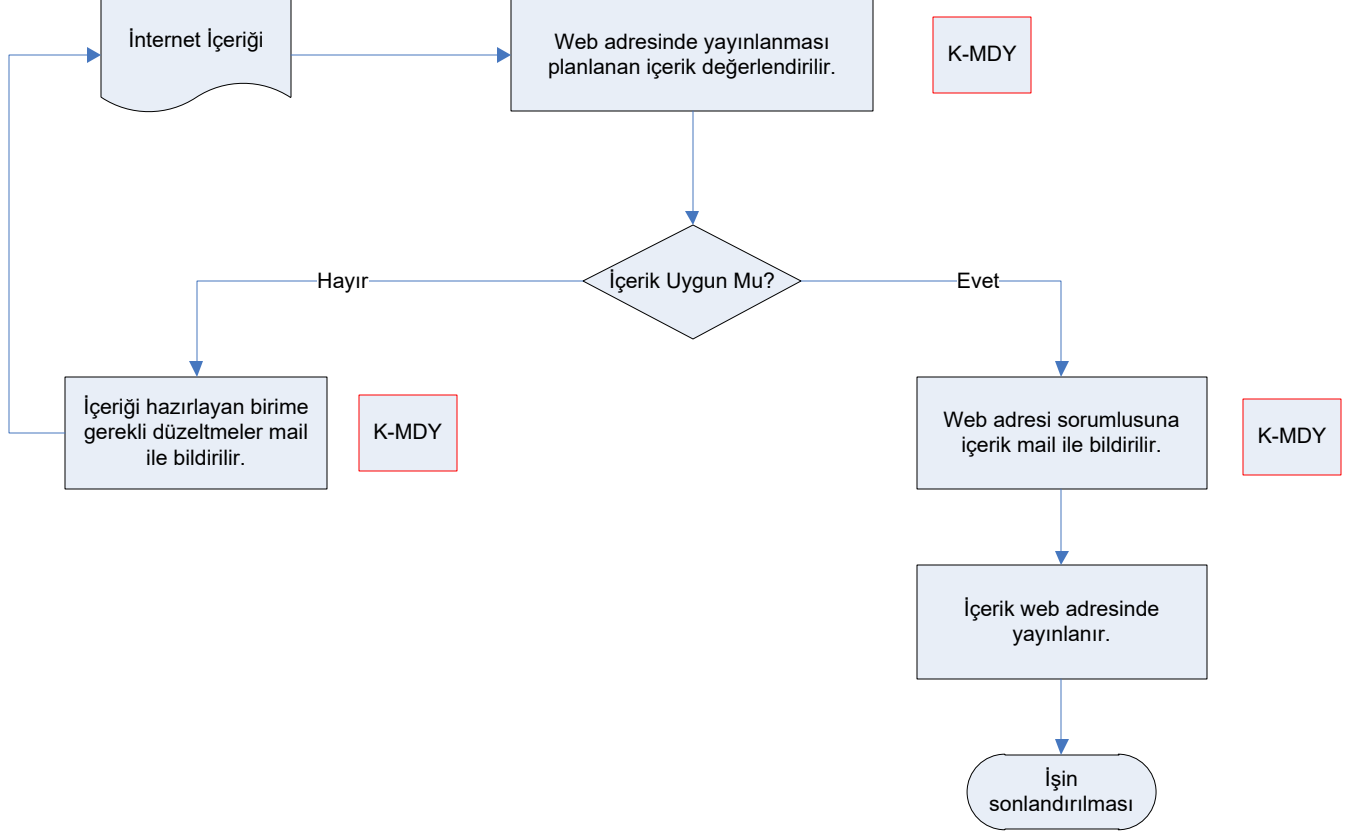 İnternet İçeriği
Web adresinde yayınlanması
planlanan içerik değerlendirilir.
K-MDY
İçerik Uygun Mu?
Hayır
Evet
İçeriği hazırlayan birime
gerekli düzeltmeler mail
ile bildirilir.
K-MDY
Web adresi sorumlusuna
içerik mail ile bildirilir.
K-MDY
İçerik web adresinde
yayınlanır.
İşin
sonlandırılması